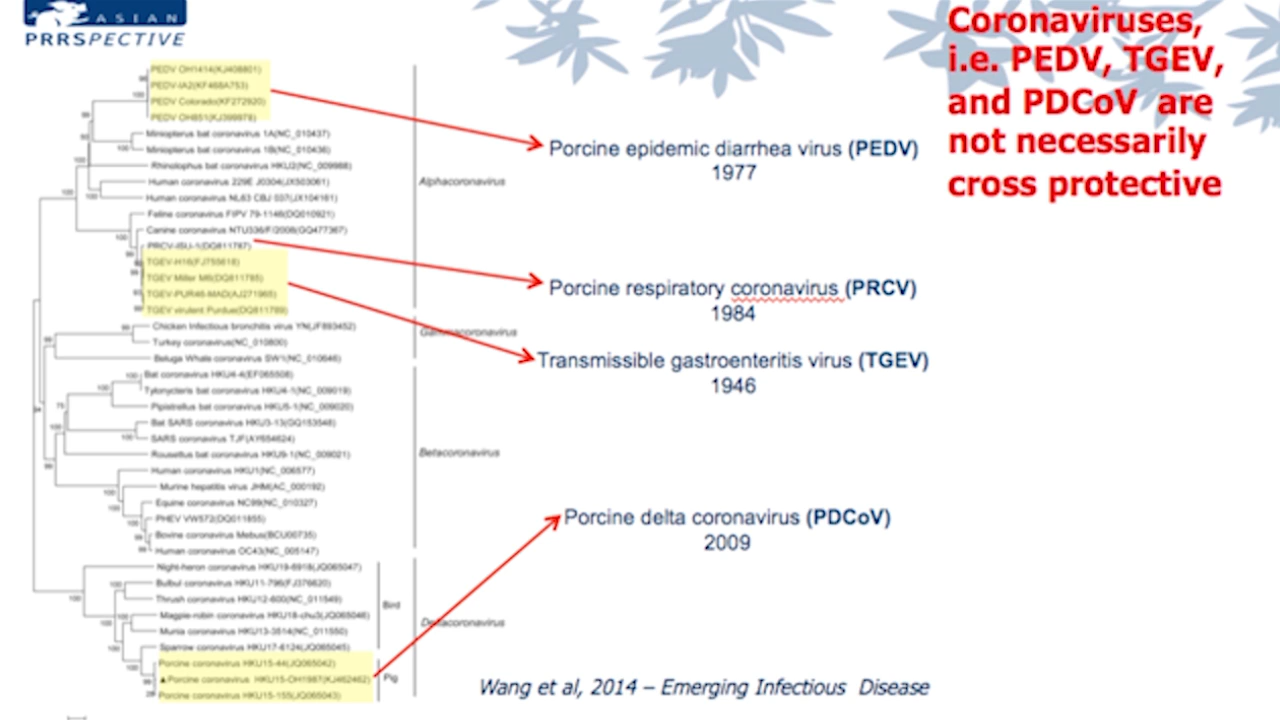 ASIAN
PRRSPECTIVE
Coronaviruses,
i.e. PEDV, TGEV,
and PDCoV are
not necessarily
cross protective
PEDV OH1414(KJ408801)
PEDV-IA2(KF468A753)
PEDV Colorado(KF272920)
PEDV OH851(KJ399978)
Miniopterus bat coronavirus 1A(NC_010437)
Miniopterus bat coronavirus 1B(NC_010436)
Rhinolophus bat coronavirus HKU2(NC_009988)
Human coronavirus 229E J0304(JX503061)
Human coronavirus NL63 CBJ 037(JX104161)
Feline coronavirus FIPV 79-1146(DQ010921)
Canine coronavirus NTU336/F/2008(GQ477367)
PRCV-ISU-1(DQ811787)
TGEV-H16(FJ755618)
TGEV Miller M6(DQ811785)
TGEV-PUR46-MAD(AJ271965)
TGEV virulent Purdue(DQ811789)
Alphacoronavirus
Chicken Infectious bronchitis virus YN(JF893452)
Turkey coronavirus(NC_010800)
Beluga Whale coronavirus SW1(NC_010646)
Gammacoronavirus
Bat coronavirus HKU4-4(EF065508)
Tylonycteris bat coronavirus HKU4-1(NC_009019)
Pipistrellus bat coronavirus HKU5-1(NC_009020)
Bat SARS coronavirus HKU3-13(GQ153548)
SARS coronavirus TJF(AY654624)
Rousettus bat coronavirus HKU9-1(NC_009021)
Human coronavirus HKU1(NC_006577)
Murine hepatitis virus JHM(AC_000192)
Equine coronavirus NC99(NC_010327)
PHEV VW572(DQ011855)
Bovine coronavirus Mebus(BCU00735)
Human coronavirus OC43(NC_005147)
Betacoronavirus
Night-heron coronavirus HKU19-6918(JQ065047)
Bulbul coronavirus HKU11-796(FJ376620)
Thrush coronavirus HKU12-600(NC_011549)
Magpie-robin coronavirus HKU18-chu3(JQ065046)
Munia coronavirus HKU13-3514(NC_011550)
Sparrow coronavirus HKU17-6124(JQ065045)
Bird
Porcine coronavirus HKU15-44(JQ065042)
▲Porcine coronavirus HKU15-OH1987(KJ462462)
Porcine coronavirus HKU15-155(JQ065043)
Pig
Deltacoronavirus
Porcine epidemic diarrhea virus (PEDV)
1977
Porcine respiratory coronavirus (PRCV)
1984
Transmissible gastroenteritis virus (TGEV)
1946
Porcine delta coronavirus (PDCoV)
2009
Wang et al, 2014 – Emerging Infectious Disease